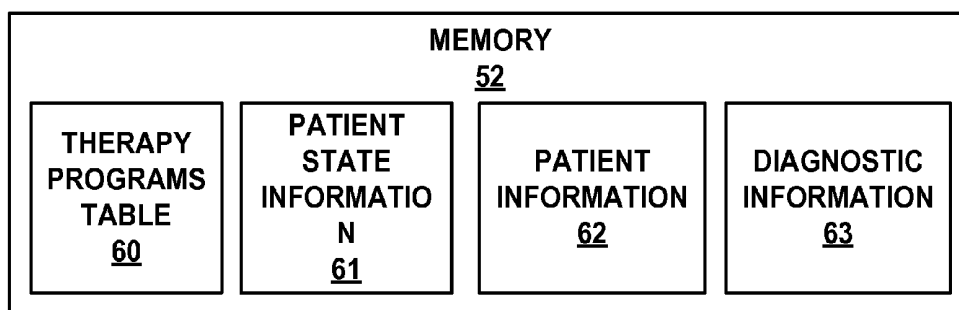 MEMORY
52
THERAPY
PROGRAMS
TABLE
60
PATIENT
STATE
INFORMATIO
N
61
PATIENT
INFORMATION
62
DIAGNOSTIC
INFORMATION
63